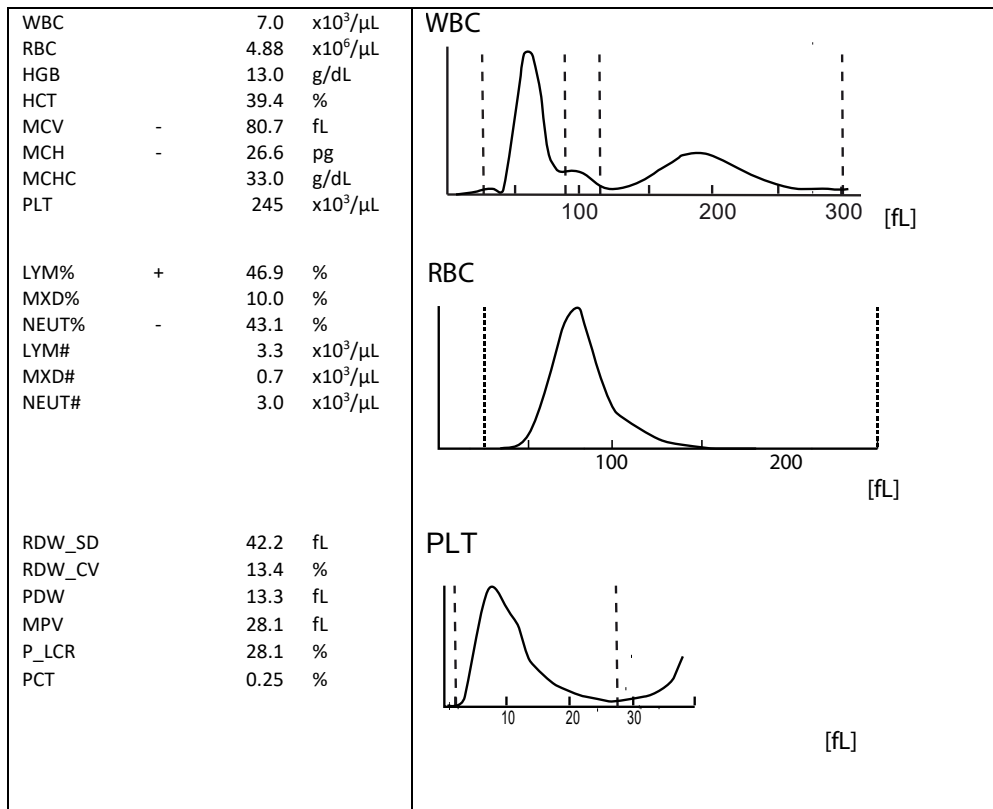 WBC 7.0 x10³/µL
RBC 4.88 x10⁶/µL
HGB 13.0 g/dL
HCT 39.4 %
MCV - 80.7 fL
MCH - 26.6 pg
MCHC 33.0 g/dL
PLT 245 x10³/µL
LYM% + 46.9 %
MXD% 10.0 %
NEUT% - 43.1 %
LYM# 3.3 x10³/µL
MXD# 0.7 x10³/µL
NEUT# 3.0 x10³/µL
RDW_SD 42.2 fL
RDW_CV 13.4 %
PDW 13.3 fL
MPV 28.1 fL
P_LCR 28.1 %
PCT 0.25 %
WBC
100 200 300 [fL]
RBC
100 200
[fL]
PLT
10 20 30
[fL]